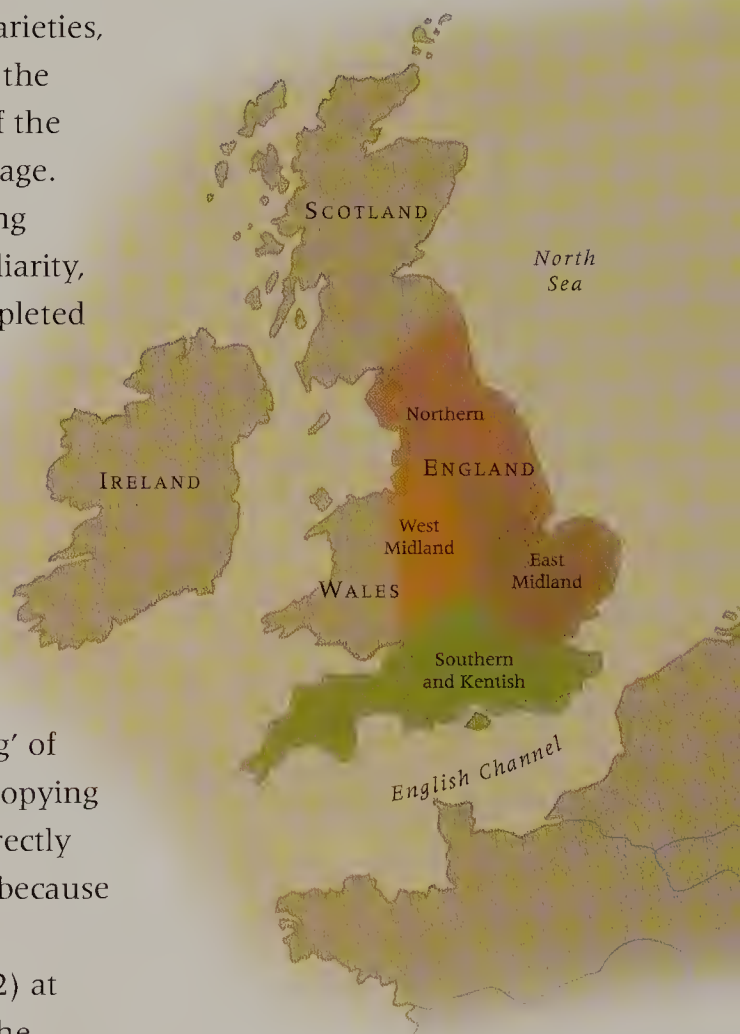 arieties,
the
f the
age.
ng
liarity,
pleted
g’ of
opying
rectly
because
2) at
he
SCOTLAND
North
Sea
Northern
ENGLAND
IRELAND
West
Midland
East
Midland
WALES
Southern
and Kentish
English Channel